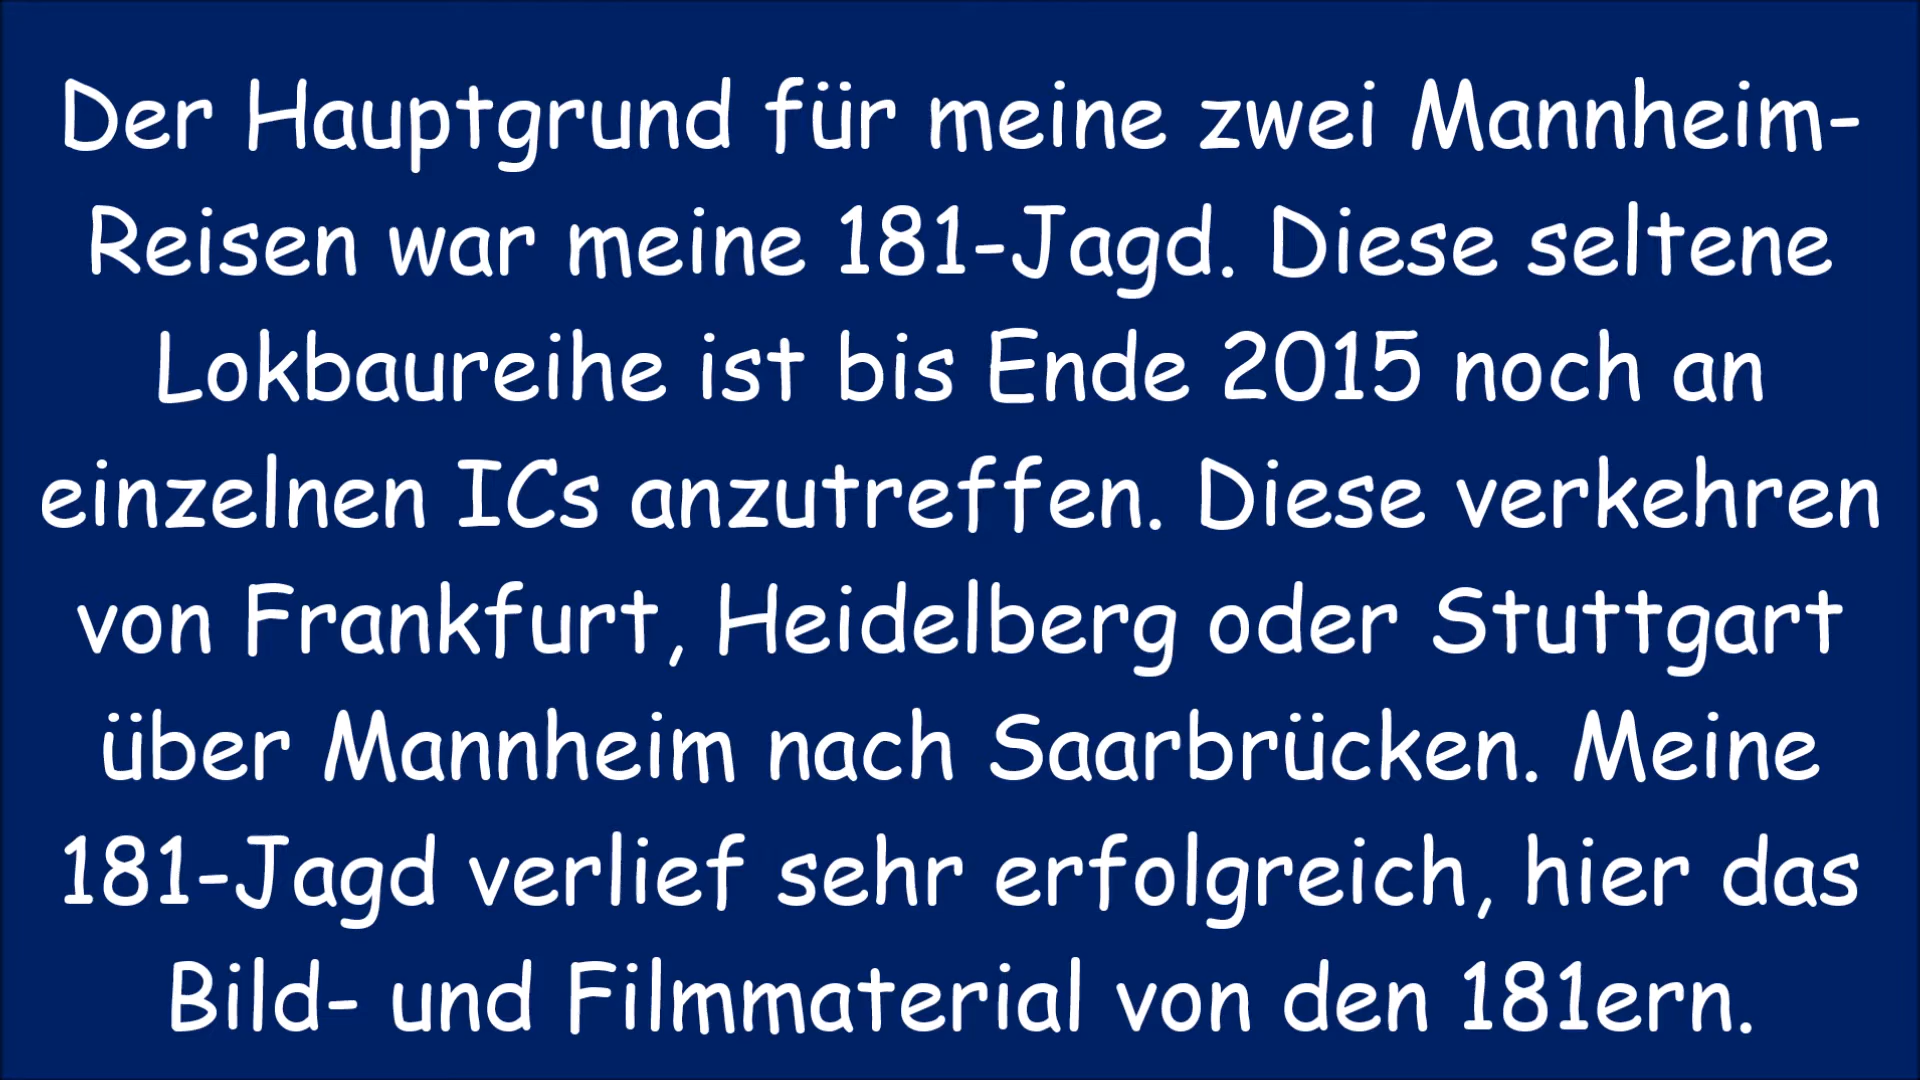 Der Hauptgrund für meine zwei Mannheim-
Reisen war meine 181-Jagd. Diese seltene
Lokbaureihe ist bis Ende 2015 noch an
einzelnen ICs anzutreffen. Diese verkehren
von Frankfurt, Heidelberg oder Stuttgart
über Mannheim nach Saarbrücken. Meine
181-Jagd verlief sehr erfolgreich, hier das
Bild- und Filmmaterial von den 181ern.